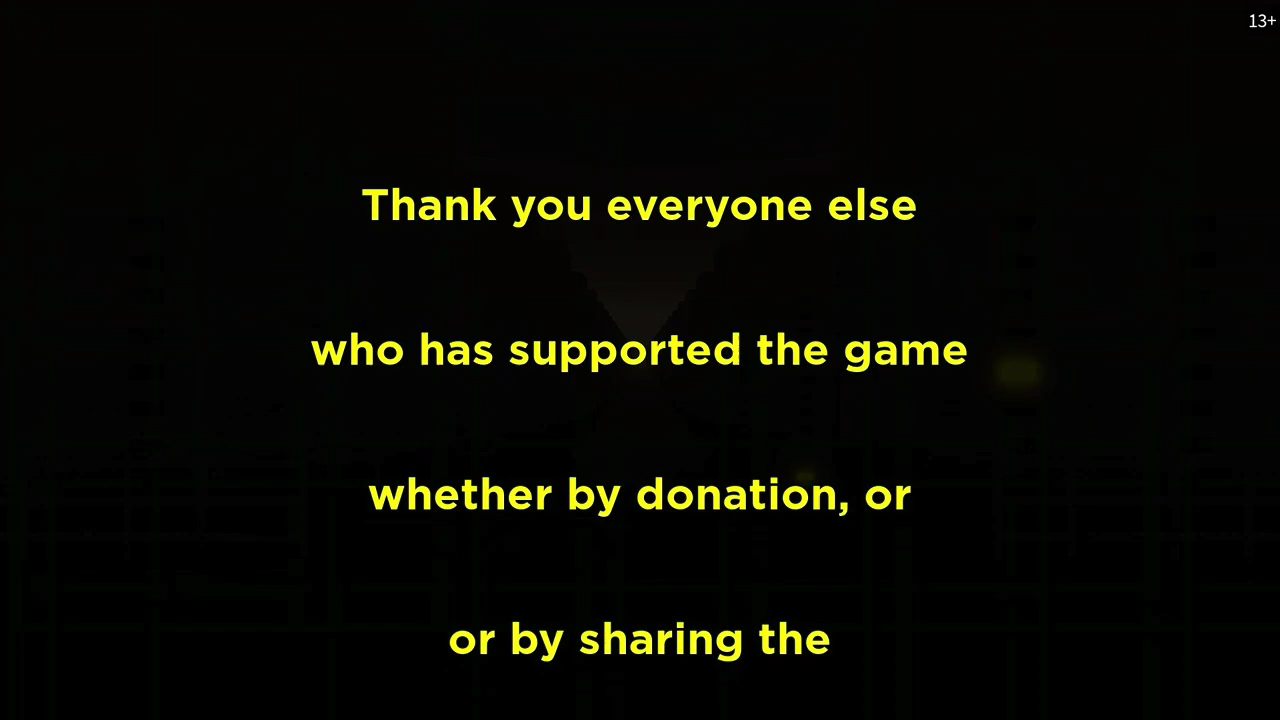 13+
Thank you everyone else
who has supported the game
whether by donation, or
or by sharing the